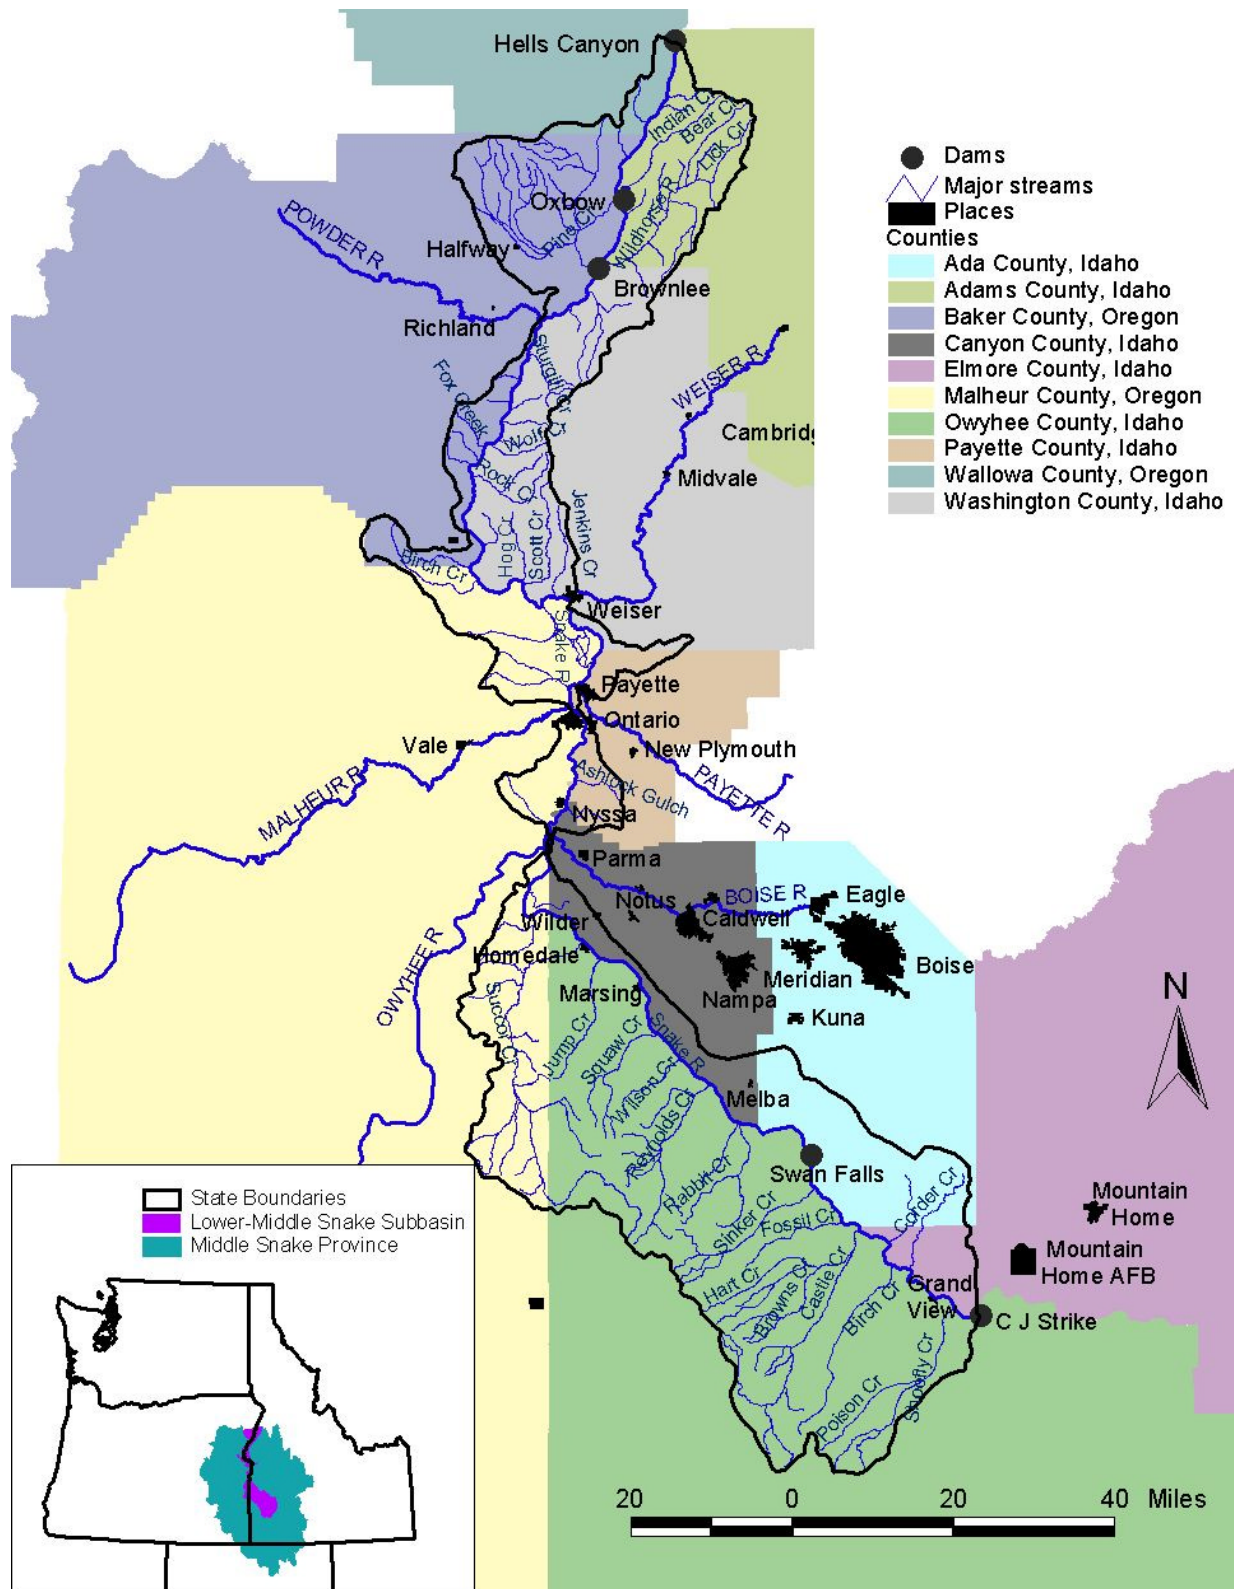 Hells Canyon
Indian Cr
Bear Cr
Lick Cr
Dams
Major streams
Places
Counties
Ada County, Idaho
Adams County, Idaho
Baker County, Oregon
Canyon County, Idaho
Elmore County, Idaho
Malheur County, Oregon
Owyhee County, Idaho
Payette County, Idaho
Wallowa County, Oregon
Washington County, Idaho
Oxbow
POWDER R
Pine Cr
Wildhorse R
Halfway
Brownlee
Richland
Sturgill Cr
WEISER R
Fox Creek
Wolf Cr
Cambridg
Rock Cr
Midvale
Jenkins Cr
Hog Cr
Scott Cr
Birch Cr
Weiser
Snake R
Payette
Ontario
Vale
New Plymouth
PAYETTE R
Ashlock Gulch
MALHEUR R
Nyssa
Parma
BOISE R
Eagle
Notus
Caldwell
Wilder
Homedale
OWYHEE R
Meridian
Boise
Nampa
Marsing
Kuna
N
Succor Cr
Jump Cr
Squaw Cr
Snake R
Wilson Cr
Melba
Reynolds Cr
Swan Falls
Rabbit Cr
Corder Cr
Mountain
Home
Sinker Cr
Fossil Cr
Mountain
Home AFB
Hart Cr
Browns Cr
Castle Cr
Birch Cr
Grand
View
C J Strike
Shoofly Cr
Poison Cr
State Boundaries
Lower-Middle Snake Subbasin
Middle Snake Province
20 0 20 40 Miles